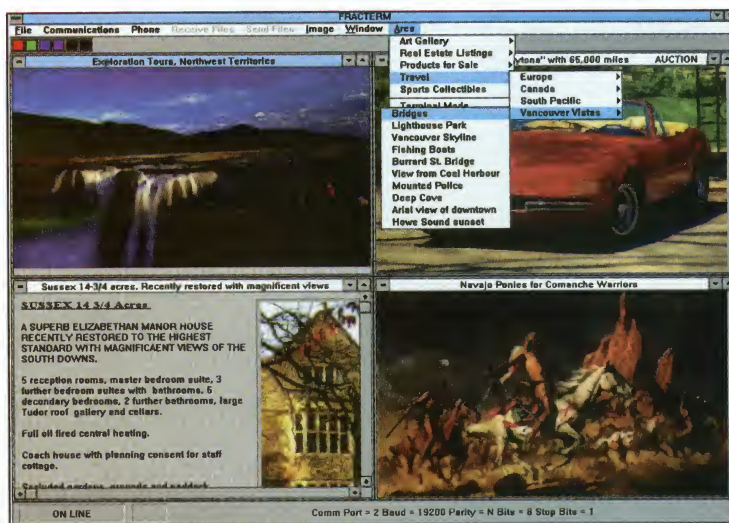 FRACTERM
File Communications Phone Receive Files Send Files Image Window Area
Art Gallery
Real Estate Listings
Products for Sale
Travel
Sports Collectibles
Terminal Mode
Europe
Canada
South Pacific
Vancouver Vistas
Bridges
Lighthouse Park
Vancouver Skyline
Fishing Boats
Burrard St. Bridge
View from Coal Harbour
Mounted Police
Deep Cove
Arial view of downtown
Howe Sound sunset
Exploration Tours, Northwest Territories
with 65,000 miles AUCTION
Sussex 14-3/4 acres. Recently restored with magnificent views
SUSSEX 14 3/4 Acres
A SUPERB ELIZABETHAN MANOR HOUSE
RECENTLY RESTORED TO THE HIGHEST
STANDARD WITH MAGNIFICAENT VIEWS OF THE
SOUTH DOWNS.
5 reception rooms, master bedroom suite, 3
further bedroom suites with bathrooms, 6
decondary bedrooms, 2 further bathrooms, large
Tudor roof gallery and cellars.
Full oil fired central heating.
Coach house with planning consent for staff
cottage.
Navajo Ponies for Comanche Warriors
ON LINE
Comm Port = 2 Baud = 19200 Parity = N Bits = 8 Stop Bits = 1